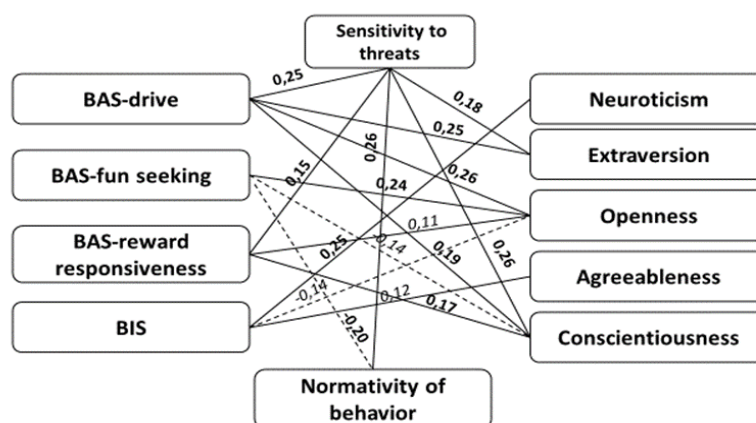 Sensitivity to
threats
0,25
BAS-drive
Neuroticism
0,18
0,25
Extraversion
0,26
BAS-fun seeking
0,15
0,26
0,24
Openness
0,11
BAS-reward
responsiveness
0,25
-0,14
0,19
0,26
Agreeableness
-0,14
0,12
0,17
BIS
-0,20
Conscientiousness
Normativity of
behavior